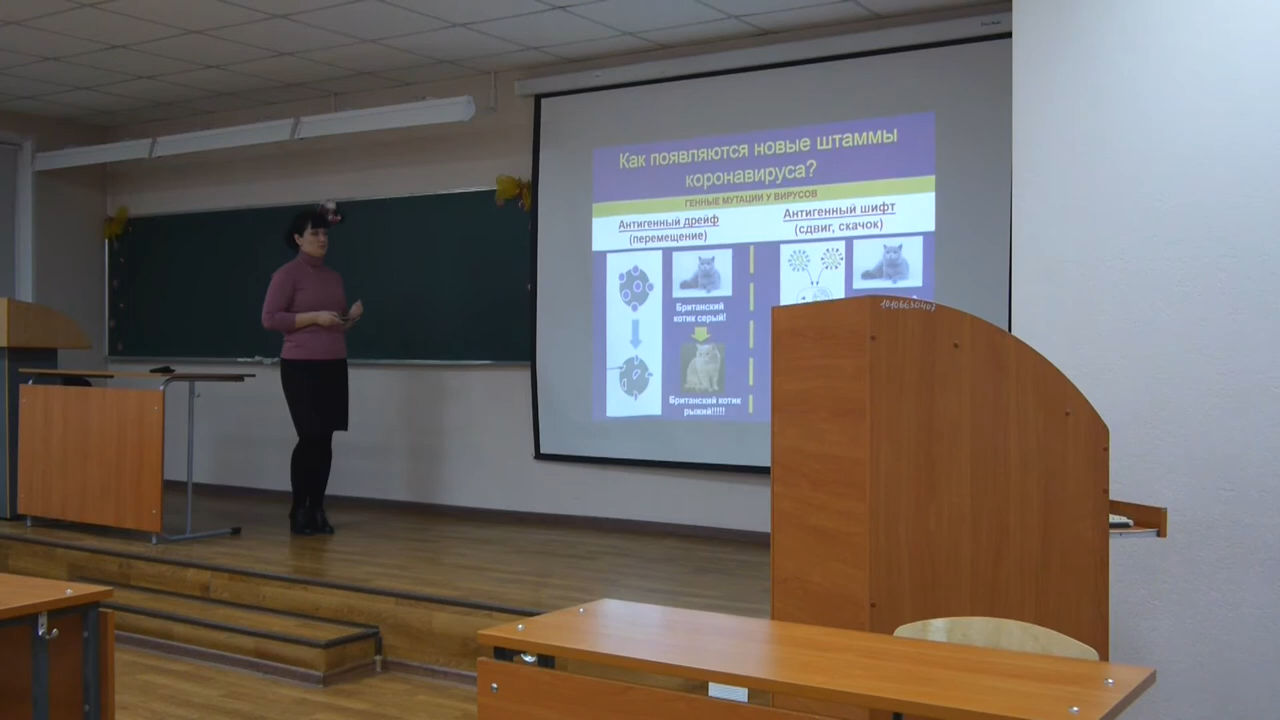 Как появляются новые штаммы
коронавируса?
ГЕННЫЕ МУТАЦИИ У ВИРУСОВ
Антигенный дрейф
(перемещение)
Антигенный шифт
(сдвиг, скачок)
Британский
котик серый!
Британский котик
рыжий!!!!!
10106630407